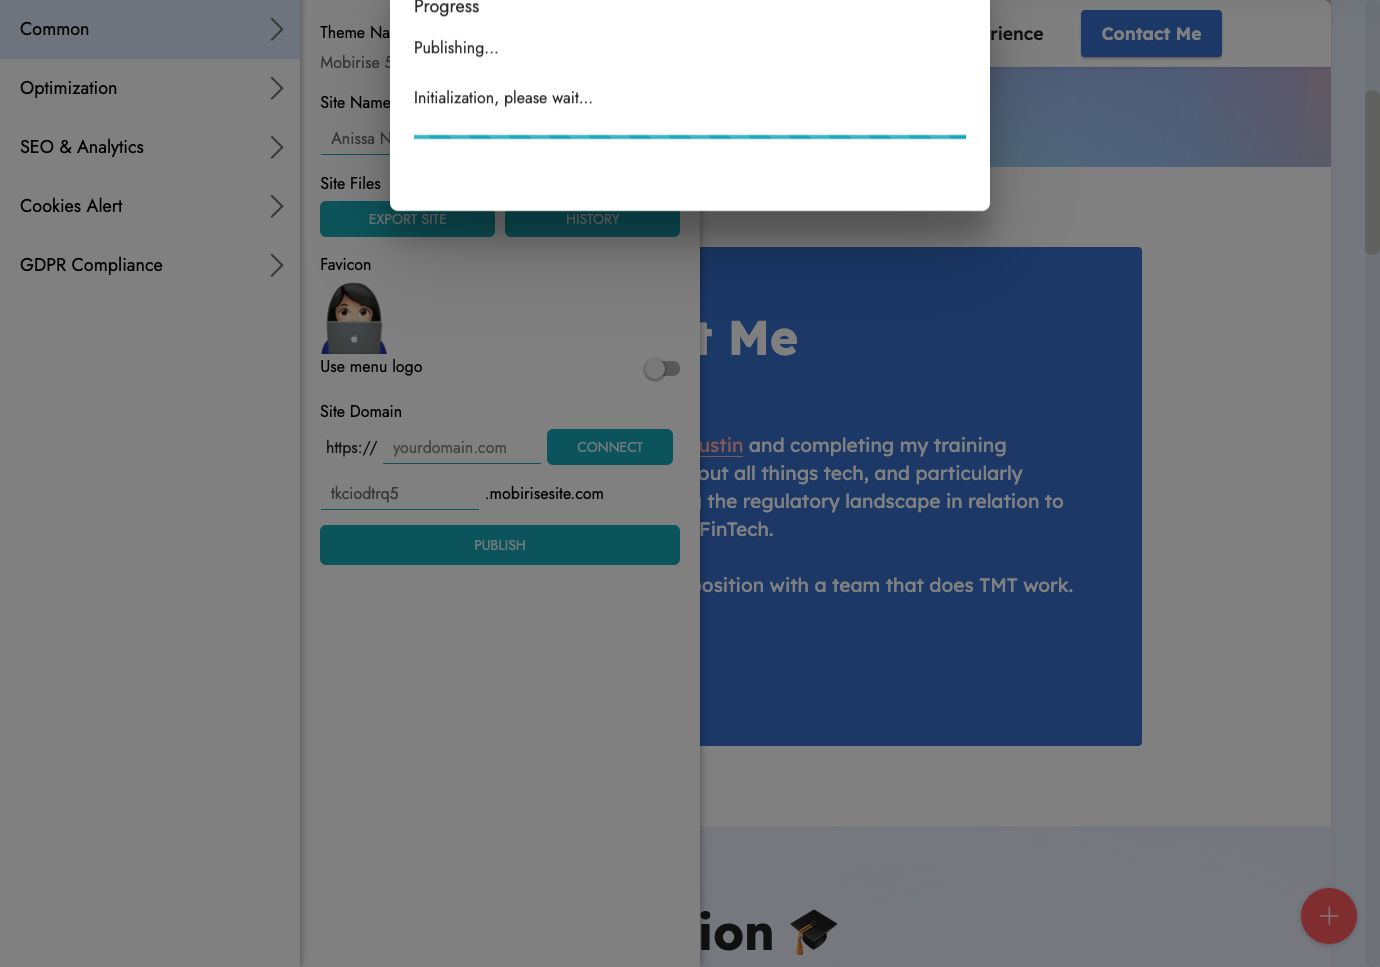 Common
Optimization
SEO & Analytics
Cookies Alert
GDPR Compliance
Theme Na
Mobirise 5
Site Name
Anissa N
Site Files
EXPORT SITE
HISTORY
Favicon
Use menu logo
Site Domain
https://
yourdomain.com
CONNECT
tkciodtrq5
.mobirisesite.com
PUBLISH
Progress
Publishing...
Initialization, please wait...
rience
Contact Me
t Me
ustin and completing my training
out all things tech, and particularly
the regulatory landscape in relation to
FinTech.
osition with a team that does TMT work.
ion